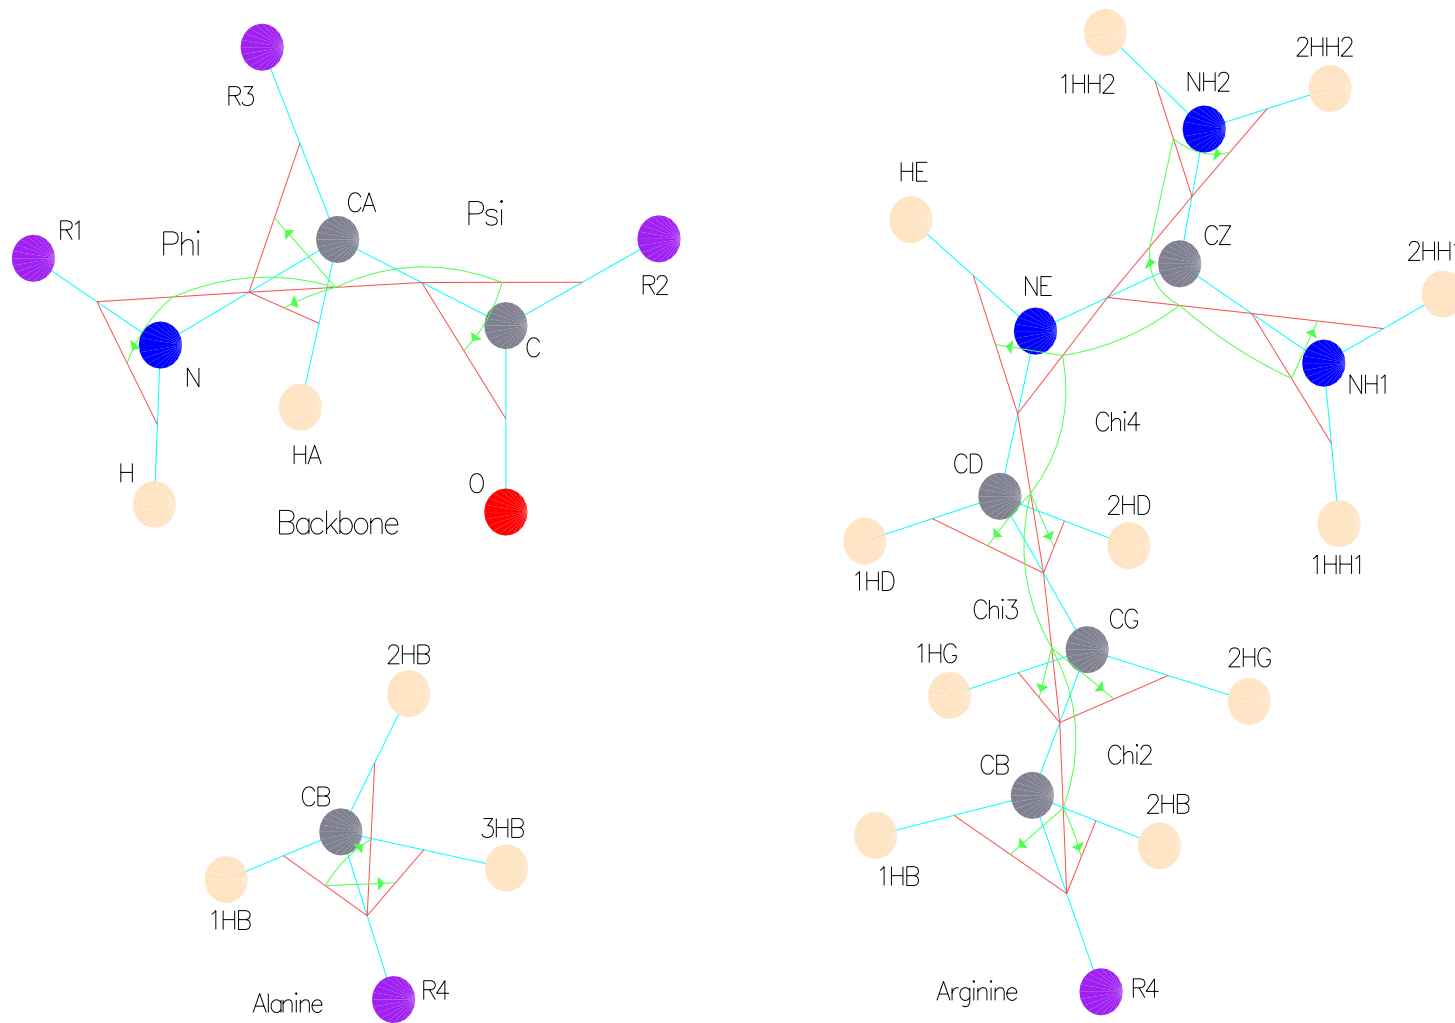 R3
CA
Psi
R1
Phi
R2
C
N
HA
H
O
Backbone
2HB
CB
3HB
1HB
R4
Alanine
2HH2
1HH2
NH2
HE
CZ
2HH1
NE
NH1
Chi4
CD
2HD
1HD
1HH1
Chi3
CG
1HG
2HG
Chi2
CB
2HB
1HB
Arginine
R4